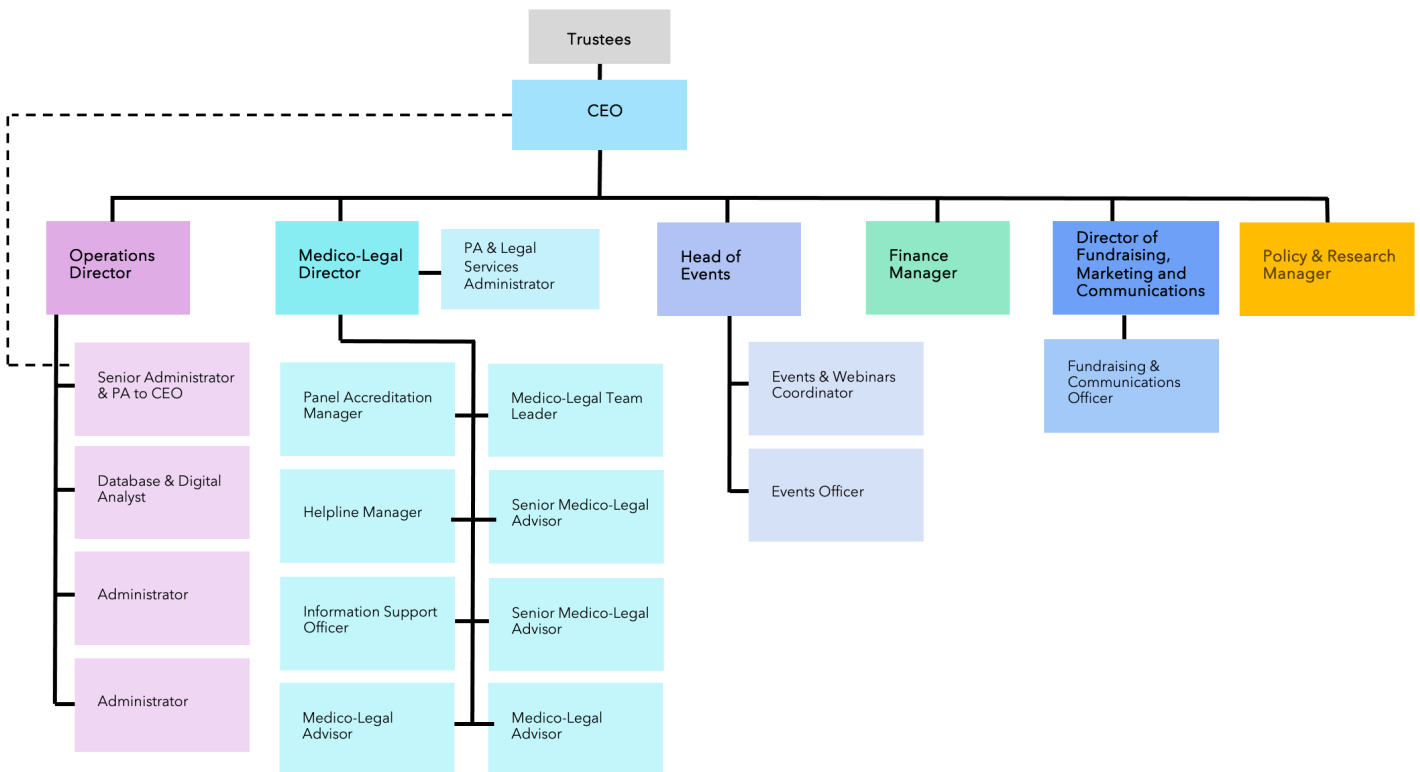 Trustees
CEO
Operations
Director
Medico-Legal
Director
PA & Legal
Services
Administrator
Head of
Events
Finance
Manager
Director of
Fundraising,
Marketing and
Communications
Policy & Research
Manager
Senior Administrator
& PA to CEO
Database & Digital
Analyst
Administrator
Administrator
Panel Accreditation
Manager
Medico-Legal Team
Leader
Helpline Manager
Senior Medico-Legal
Advisor
Information Support
Officer
Senior Medico-Legal
Advisor
Medico-Legal
Advisor
Medico-Legal
Advisor
Events & Webinars
Coordinator
Events Officer
Fundraising &
Communications
Officer